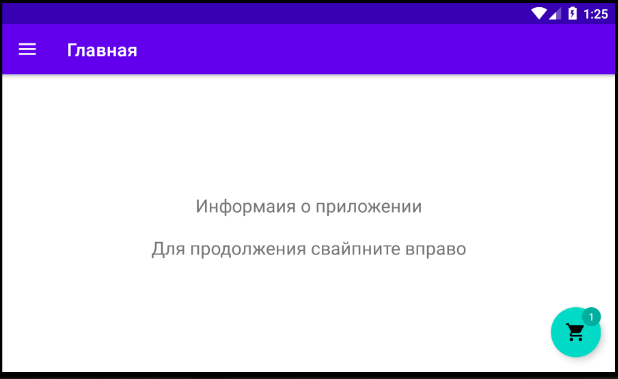 1:25
Главная
Информаия о приложении
Для продолжения свайпните вправо
1